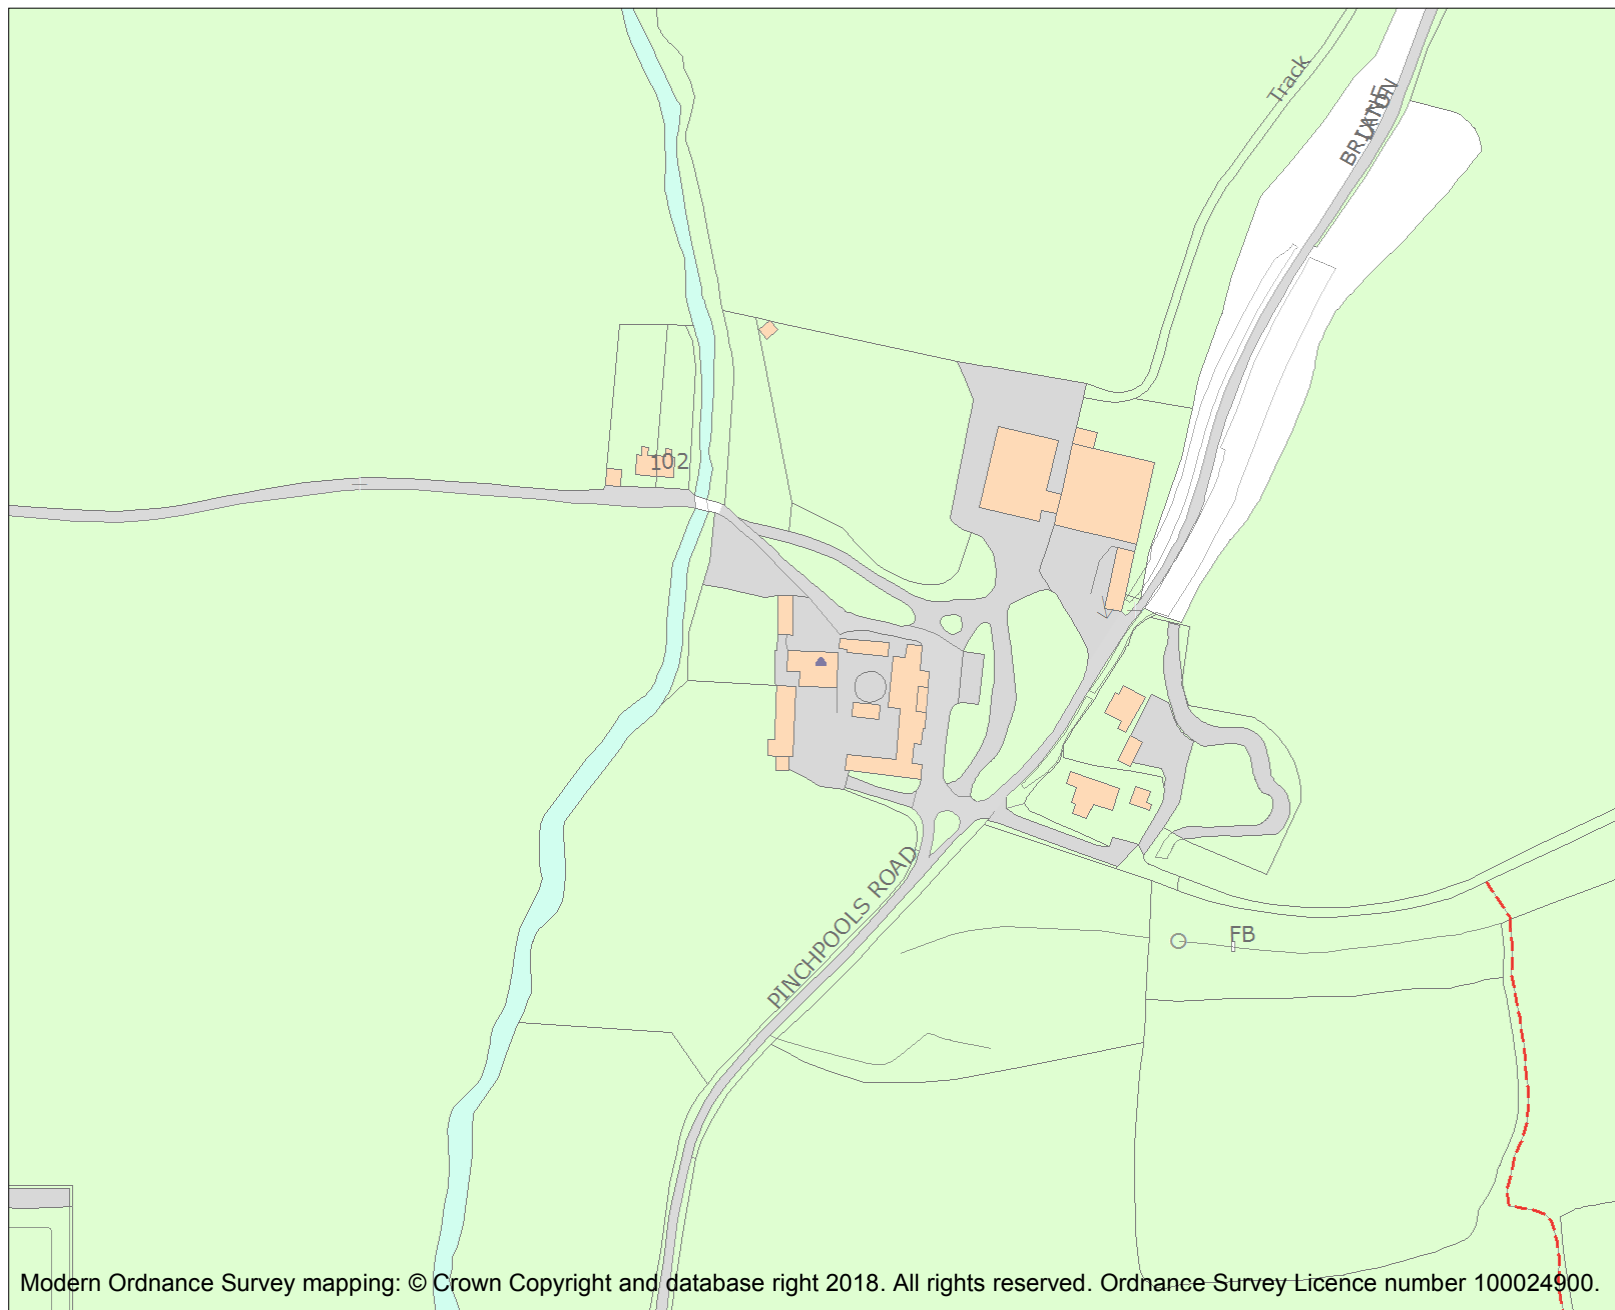 Track
BRIXTON
LANE
102
PINCHPOOLS ROAD
FB
Modern Ordnance Survey mapping: © Crown Copyright and database right 2018. All rights reserved. Ordnance Survey Licence number 100024900.